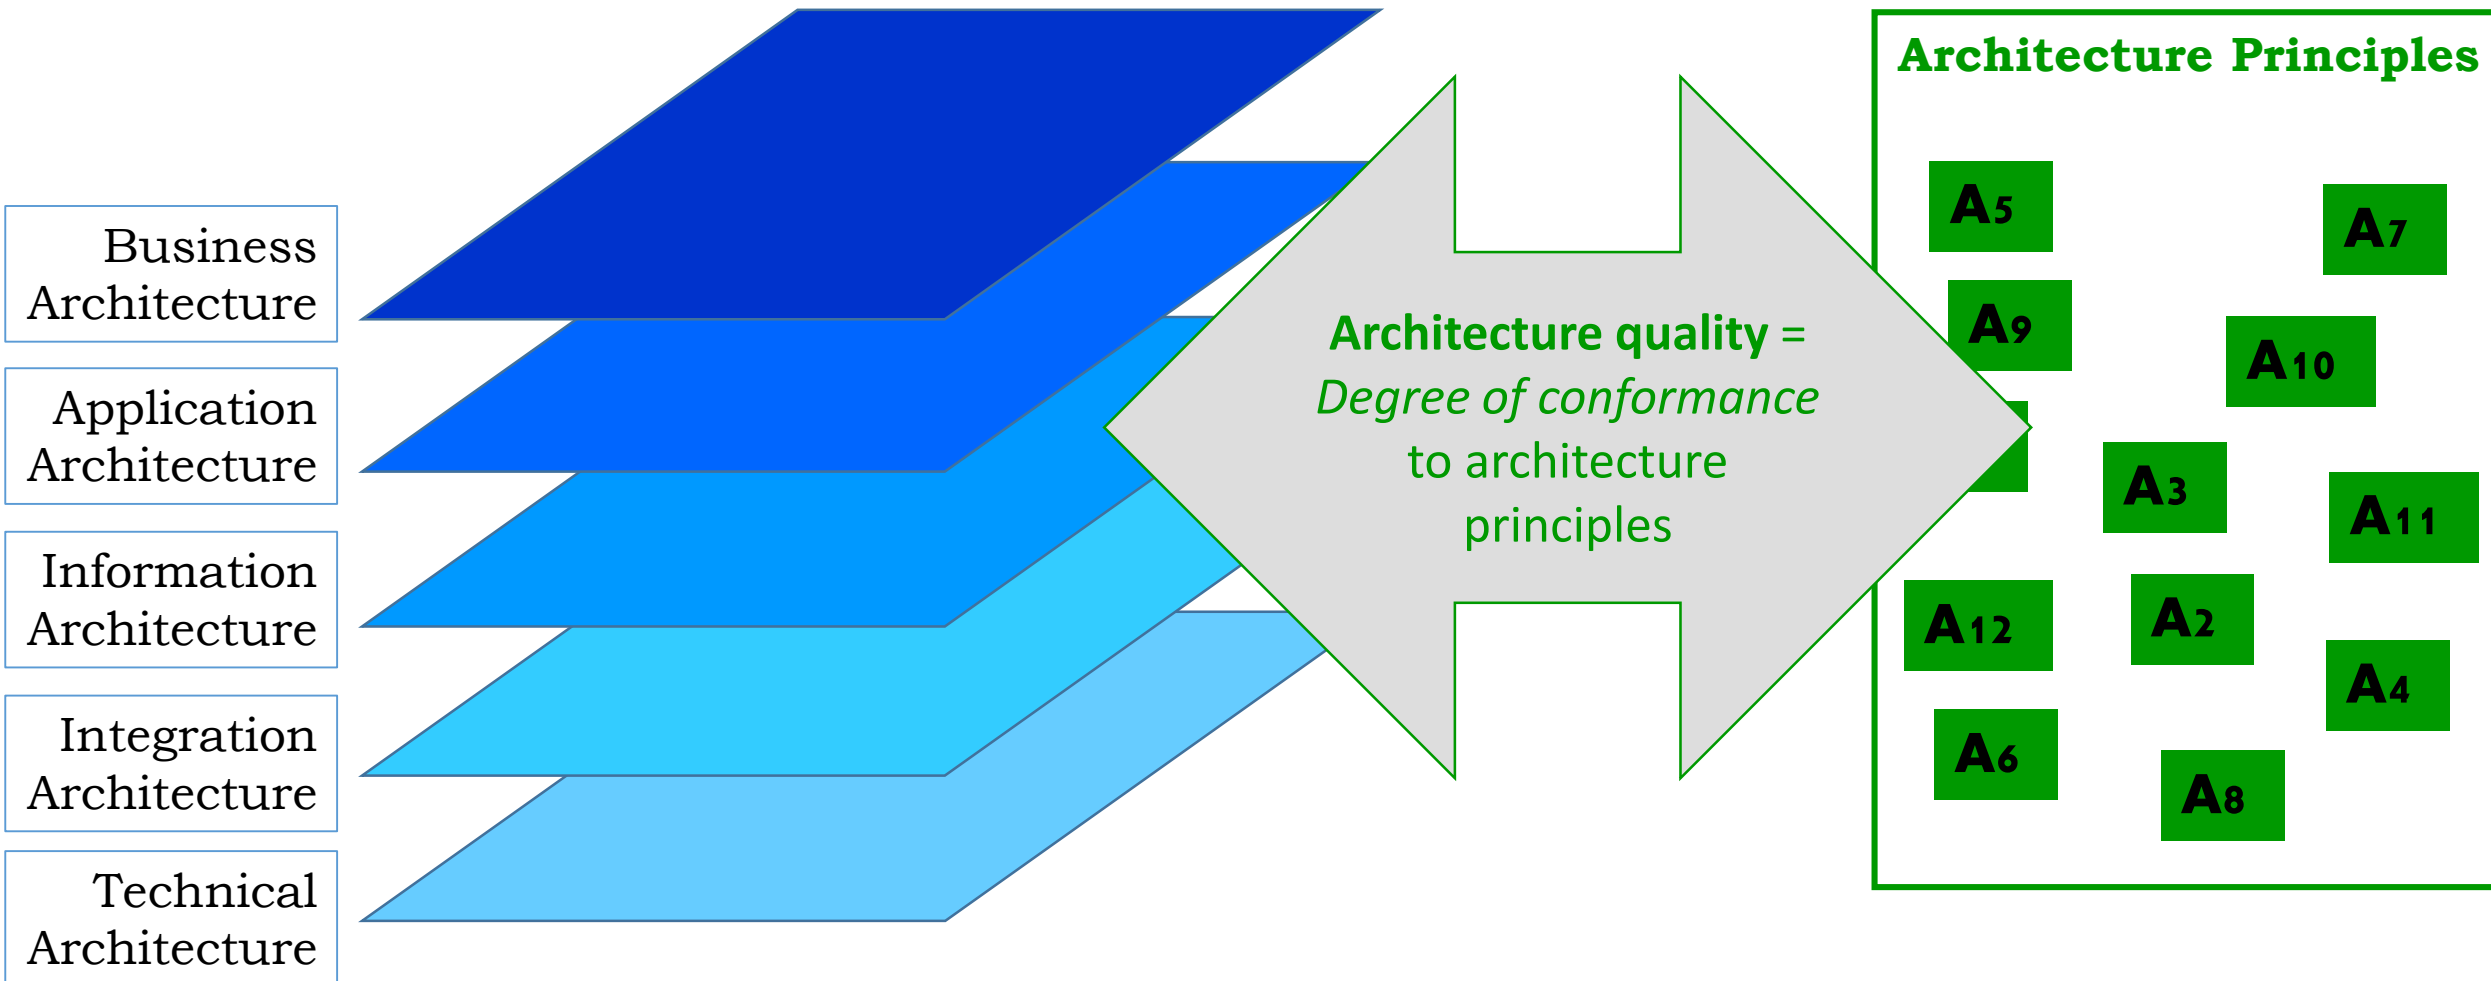 Business
Architecture
Application
Architecture
Information
Architecture
Integration
Architecture
Technical
Architecture
Architecture quality =
Degree of conformance
to architecture
principles
Architecture Principles
A5
A7
A9
A10
A3
A11
A12
A2
A4
A6
A8